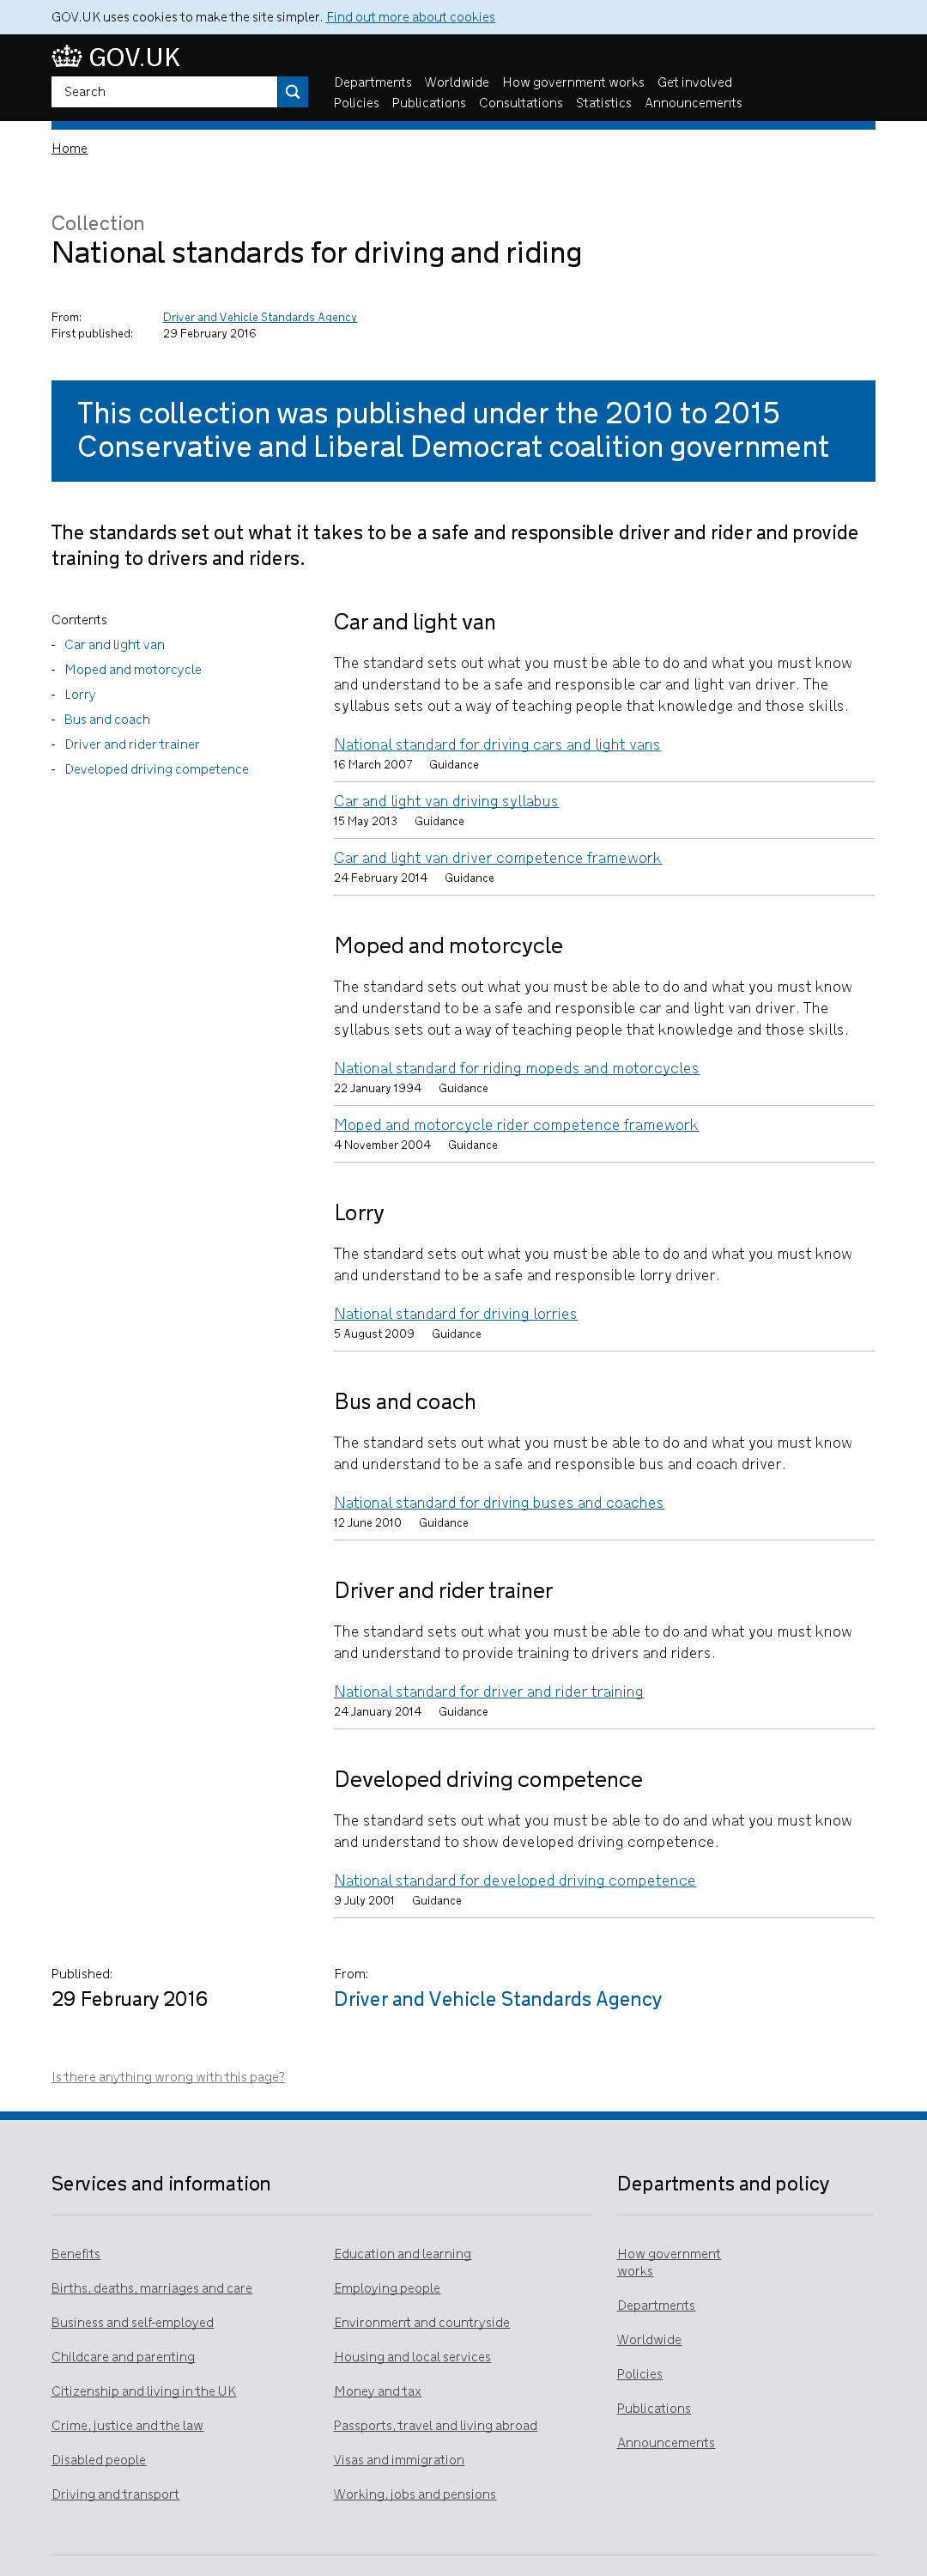 GOV.UK uses cookies to make the site simpler. Find out more about cookies
GOV.UK
Search
Departments Worldwide How government works Get involved
Policies Publications Consultations Statistics Announcements
Home
Collection
National standards for driving and riding
From: Driver and Vehicle Standards Agency
First published: 29 February 2016
This collection was published under the 2010 to 2015
Conservative and Liberal Democrat coalition government
The standards set out what it takes to be a safe and responsible driver and rider and provide
training to drivers and riders.
Contents
- Car and light van
- Moped and motorcycle
- Lorry
- Bus and coach
- Driver and rider trainer
- Developed driving competence
Car and light van
The standard sets out what you must be able to do and what you must know
and understand to be a safe and responsible car and light van driver. The
syllabus sets out a way of teaching people that knowledge and those skills.
National standard for driving cars and light vans
16 March 2007 Guidance
Car and light van driving syllabus
15 May 2013 Guidance
Car and light van driver competence framework
24 February 2014 Guidance
Moped and motorcycle
The standard sets out what you must be able to do and what you must know
and understand to be a safe and responsible car and light van driver. The
syllabus sets out a way of teaching people that knowledge and those skills.
National standard for riding mopeds and motorcycles
22 January 1994 Guidance
Moped and motorcycle rider competence framework
4 November 2004 Guidance
Lorry
The standard sets out what you must be able to do and what you must know
and understand to be a safe and responsible lorry driver.
National standard for driving lorries
5 August 2009 Guidance
Bus and coach
The standard sets out what you must be able to do and what you must know
and understand to be a safe and responsible bus and coach driver.
National standard for driving buses and coaches
12 June 2010 Guidance
Driver and rider trainer
The standard sets out what you must be able to do and what you must know
and understand to provide training to drivers and riders.
National standard for driver and rider training
24 January 2014 Guidance
Developed driving competence
The standard sets out what you must be able to do and what you must know
and understand to show developed driving competence.
National standard for developed driving competence
9 July 2001 Guidance
Published:
29 February 2016
From:
Driver and Vehicle Standards Agency
Is there anything wrong with this page?
Services and information
Benefits
Births, deaths, marriages and care
Business and self-employed
Childcare and parenting
Citizenship and living in the UK
Crime, justice and the law
Disabled people
Driving and transport
Education and learning
Employing people
Environment and countryside
Housing and local services
Money and tax
Passports, travel and living abroad
Visas and immigration
Working, jobs and pensions
Departments and policy
How government
works
Departments
Worldwide
Policies
Publications
Announcements